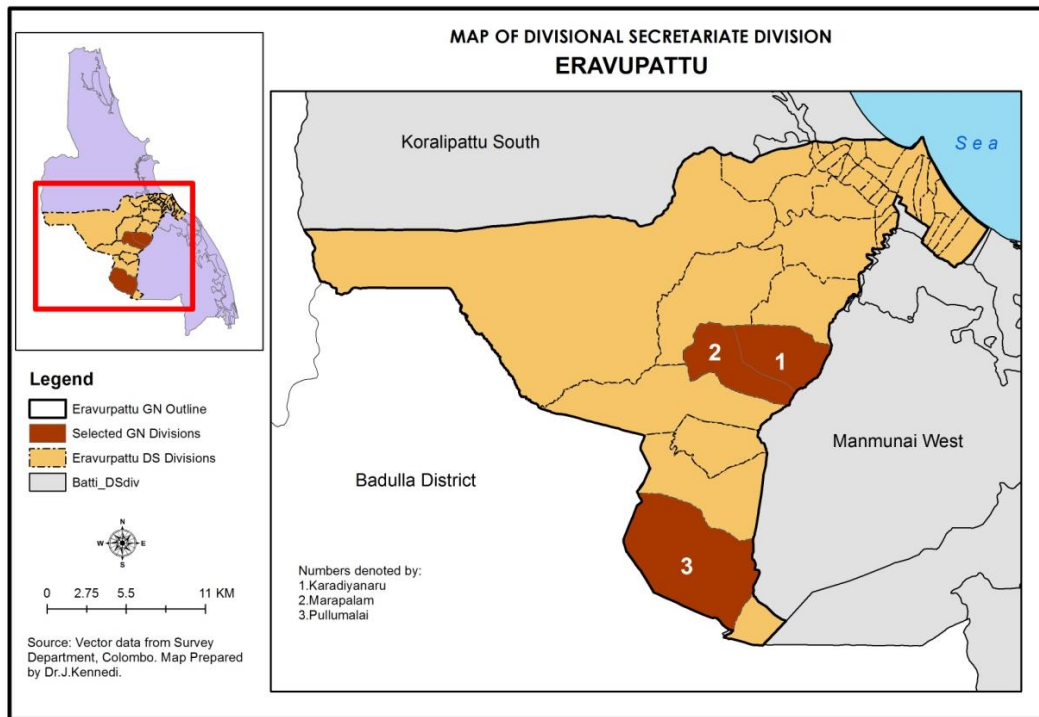 MAP OF DIVISIONAL SECRETARIATE DIVISION
ERAVUPATTU
Koralipattu South
Sea
Manmunai West
Badulla District
1
2
3
Numbers denoted by:
1.Karadiyanaru
2.Marapalam
3.Pullumalai
Legend
Eravurpattu GN Outline
Selected GN Divisions
Eravurpattu DS Divisions
Batti_DSdiv
N
W E
S
0 2.75 5.5 11 KM
Source: Vector data from Survey
Department, Colombo. Map Prepared
by Dr.J.Kennedi.